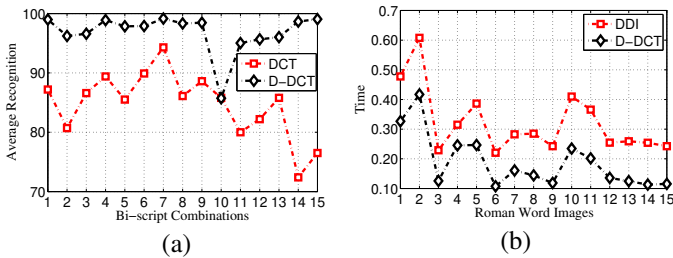 100
90
80
70
Average Recognition
DCT
D-DCT
1 2 3 4 5 6 7 8 9 10 11 12 13 14 15
Bi-script Combinations
(a)
0.70
0.60
0.50
0.40
0.30
0.20
0.10
Time
DDI
D-DCT
1 2 3 4 5 6 7 8 9 10 11 12 13 14 15
Roman Word Images
(b)